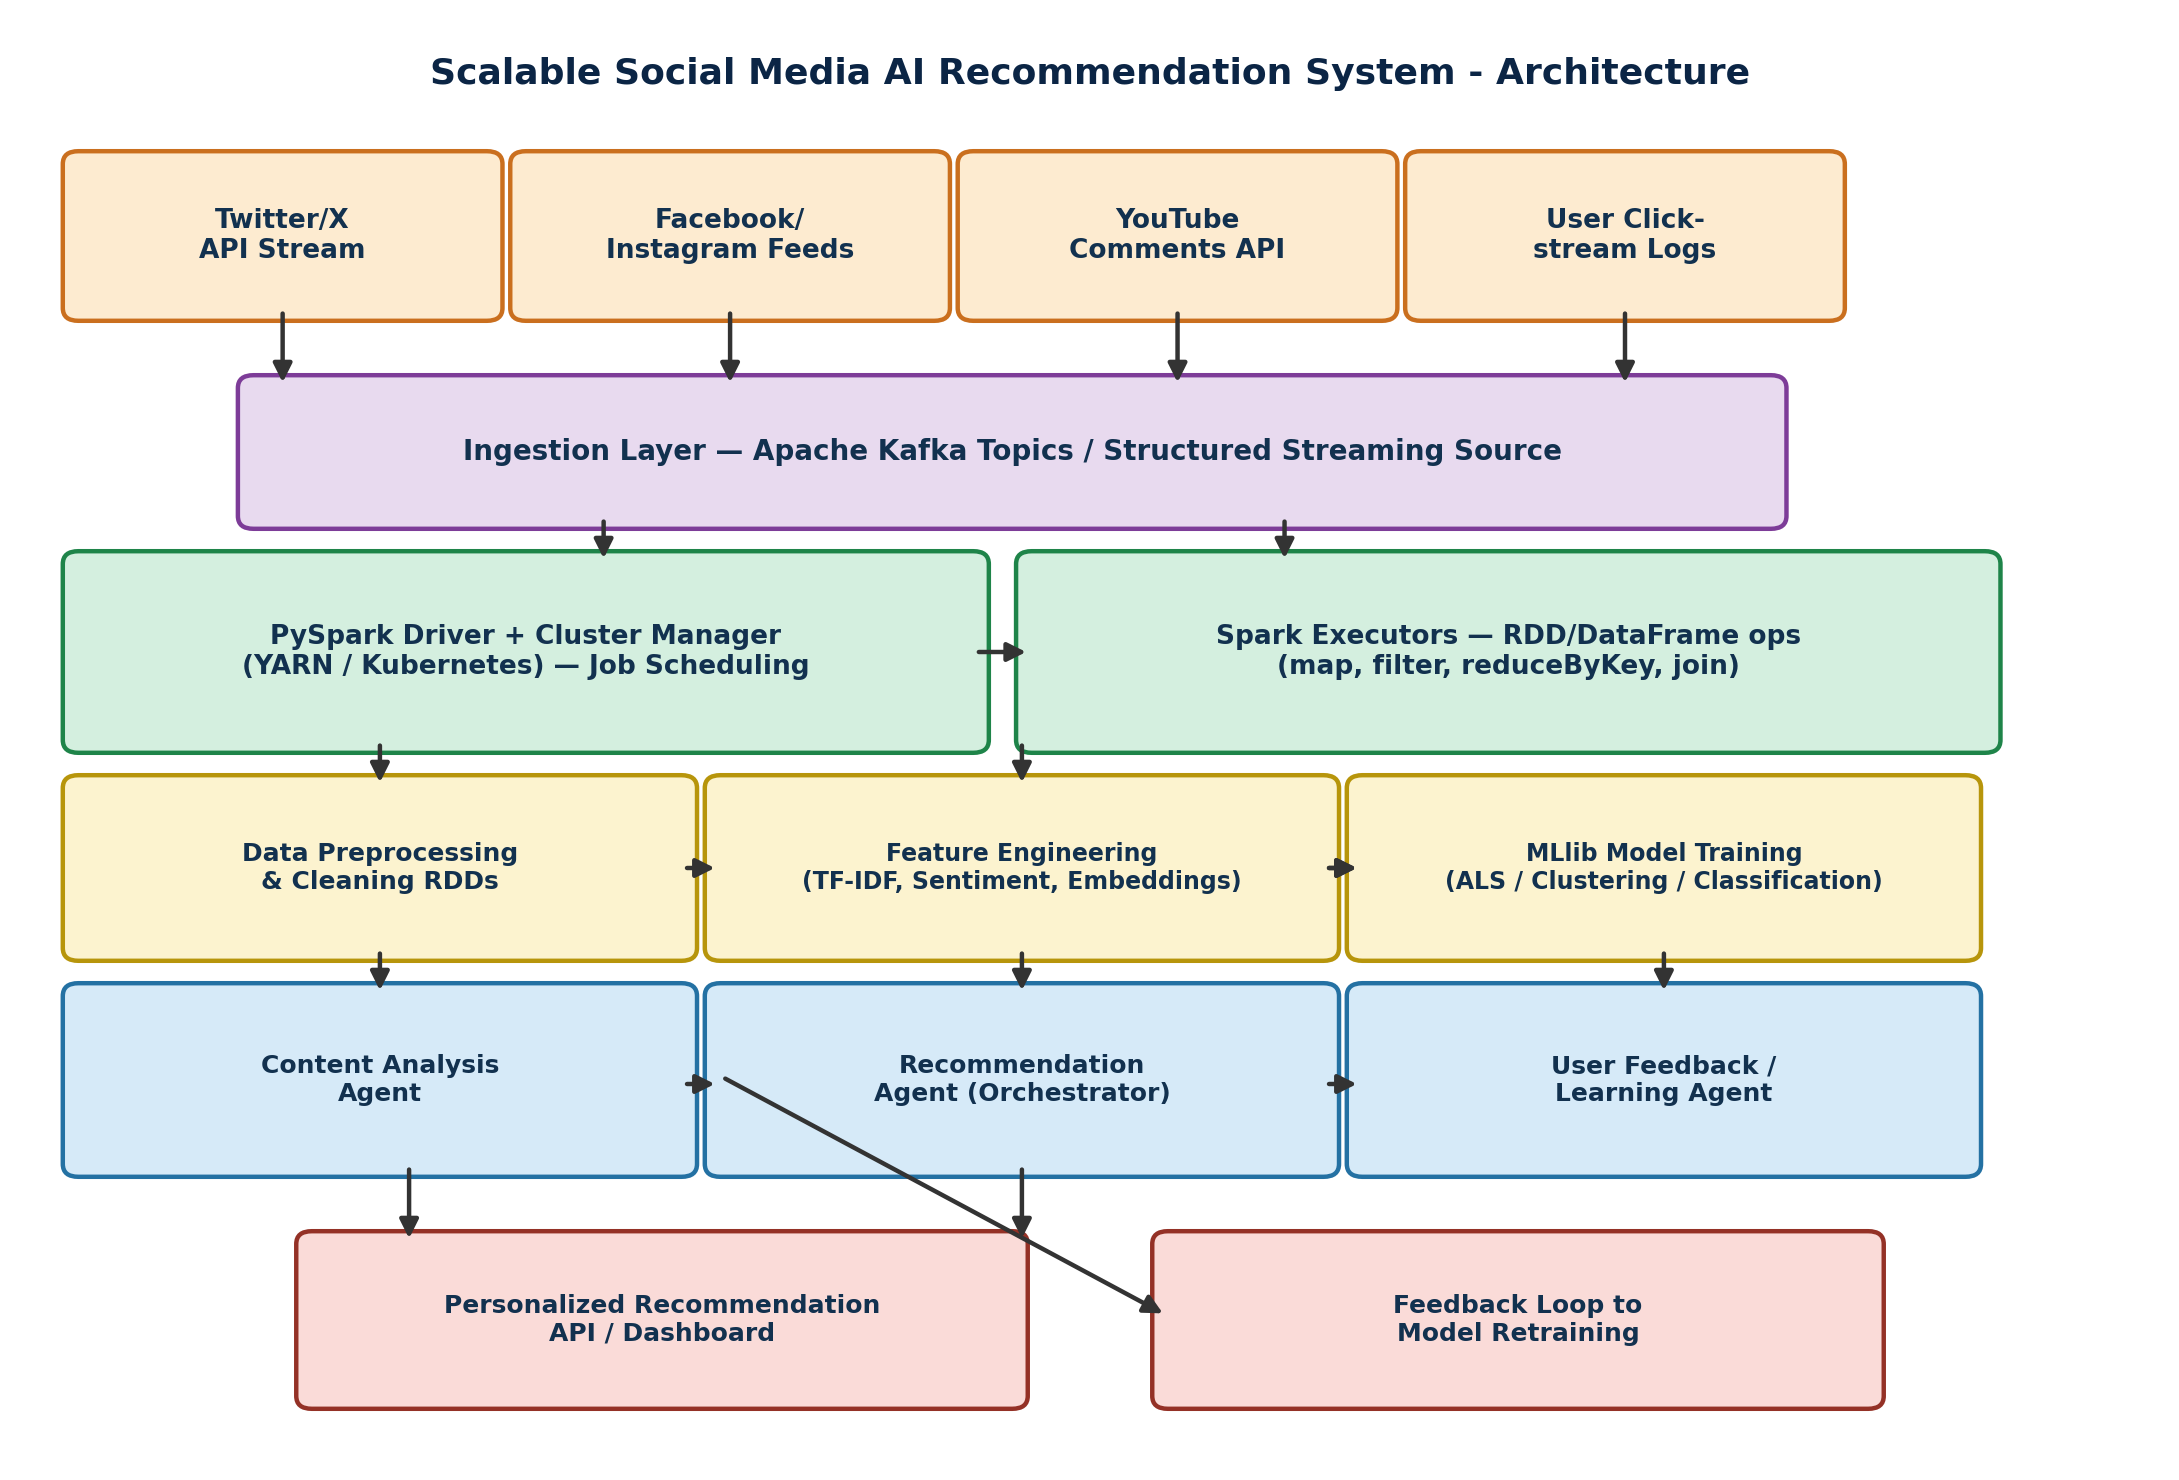 Scalable Social Media AI Recommendation System - Architecture
Twitter/X
API Stream
Facebook/
Instagram Feeds
YouTube
Comments API
User Click-
stream Logs
Ingestion Layer — Apache Kafka Topics / Structured Streaming Source
PySpark Driver + Cluster Manager
(YARN / Kubernetes) — Job Scheduling
Spark Executors — RDD/DataFrame ops
(map, filter, reduceByKey, join)
Data Preprocessing
& Cleaning RDDs
Feature Engineering
(TF-IDF, Sentiment, Embeddings)
MLlib Model Training
(ALS / Clustering / Classification)
Content Analysis
Agent
Recommendation
Agent (Orchestrator)
User Feedback /
Learning Agent
Personalized Recommendation
API / Dashboard
Feedback Loop to
Model Retraining